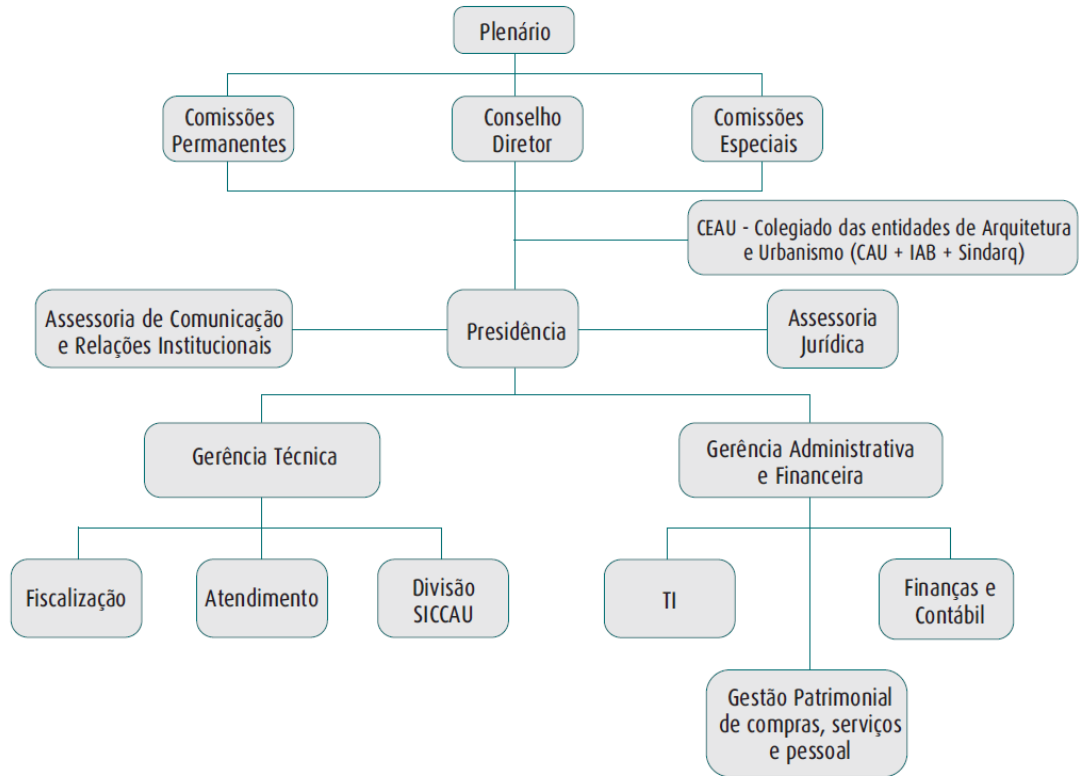 Plenário
Comissões
Permanentes
Conselho
Diretor
Comissões
Especiais
CEAU - Colegiado das entidades de Arquitetura
e Urbanismo (CAU + IAB + Sindarq)
Assessoria de Comunicação
e Relações Institucionais
Presidência
Assessoria
Jurídica
Gerência Técnica
Gerência Administrativa
e Financeira
Fiscalização
Atendimento
Divisão
SICCAU
TI
Finanças e
Contábil
Gestão Patrimonial
de compras, serviços
e pessoal